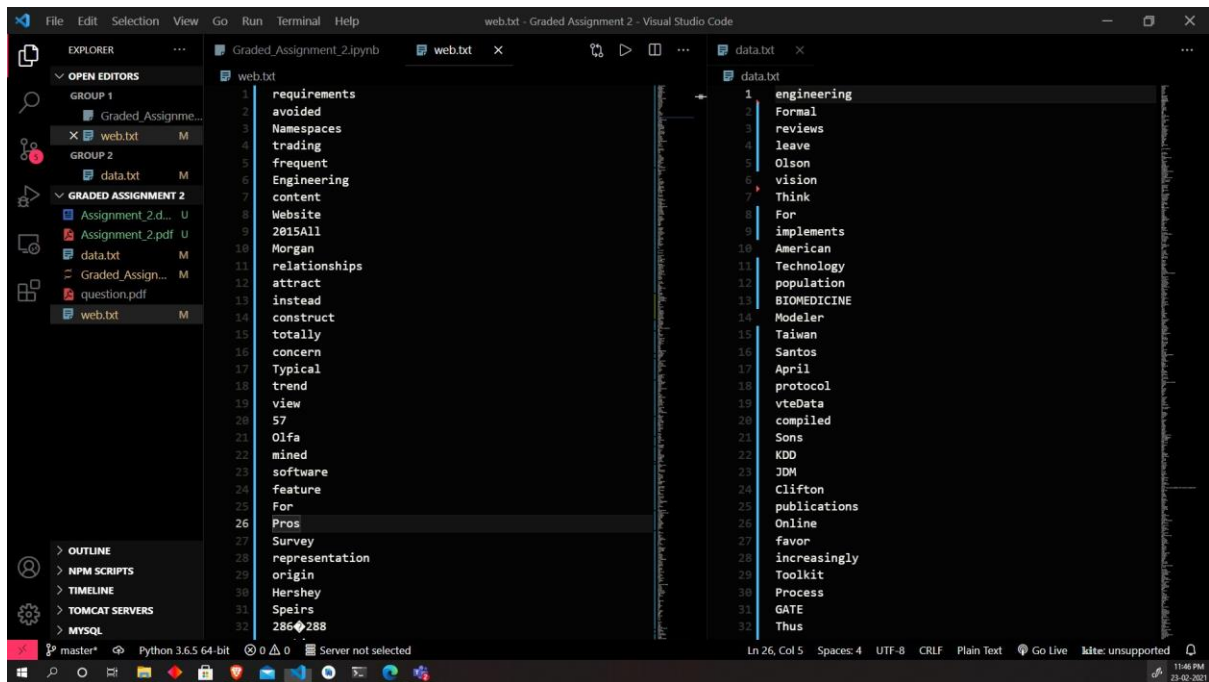 File Edit Selection View Go Run Terminal Help web.txt - Graded Assignment 2 - Visual Studio Code
EXPLORER
OPEN EDITORS
GROUP 1
Graded_Assignme...
web.txt M
GROUP 2
data.txt M
GRADED ASSIGNMENT 2
Assignment_2.d... U
Assignment_2.pdf U
data.txt M
Graded_Assign... M
question.pdf
web.txt M
OUTLINE
NPM SCRIPTS
TIMELINE
TOMCAT SERVERS
MYSQL
5
Graded_Assignment_2.ipynb web.txt
web.txt
1 requirements
2 avoided
3 Namespaces
4 trading
5 frequent
6 Engineering
7 content
8 Website
9 2015All
10 Morgan
11 relationships
12 attract
13 instead
14 construct
15 totally
16 concern
17 Typical
18 trend
19 view
20 57
21 Olfa
22 mined
23 software
24 feature
25 For
26 Pros
27 Survey
28 representation
29 origin
30 Hershey
31 Speirs
32 286�288
data.txt
data.txt
1 engineering
2 Formal
3 reviews
4 leave
5 Olson
6 vision
7 Think
8 For
9 implements
10 American
11 Technology
12 population
13 BIOMEDICINE
14 Modeler
15 Taiwan
16 Santos
17 April
18 protocol
19 vteData
20 compiled
21 Sons
22 KDD
23 JDM
24 Clifton
25 publications
26 Online
27 favor
28 increasingly
29 Toolkit
30 Process
31 GATE
32 Thus
master* Python 3.6.5 64-bit 0 0 Server not selected Ln 26, Col 5 Spaces: 4 UTF-8 CRLF Plain Text Go Live kite: unsupported
11:46 PM
23-02-2021